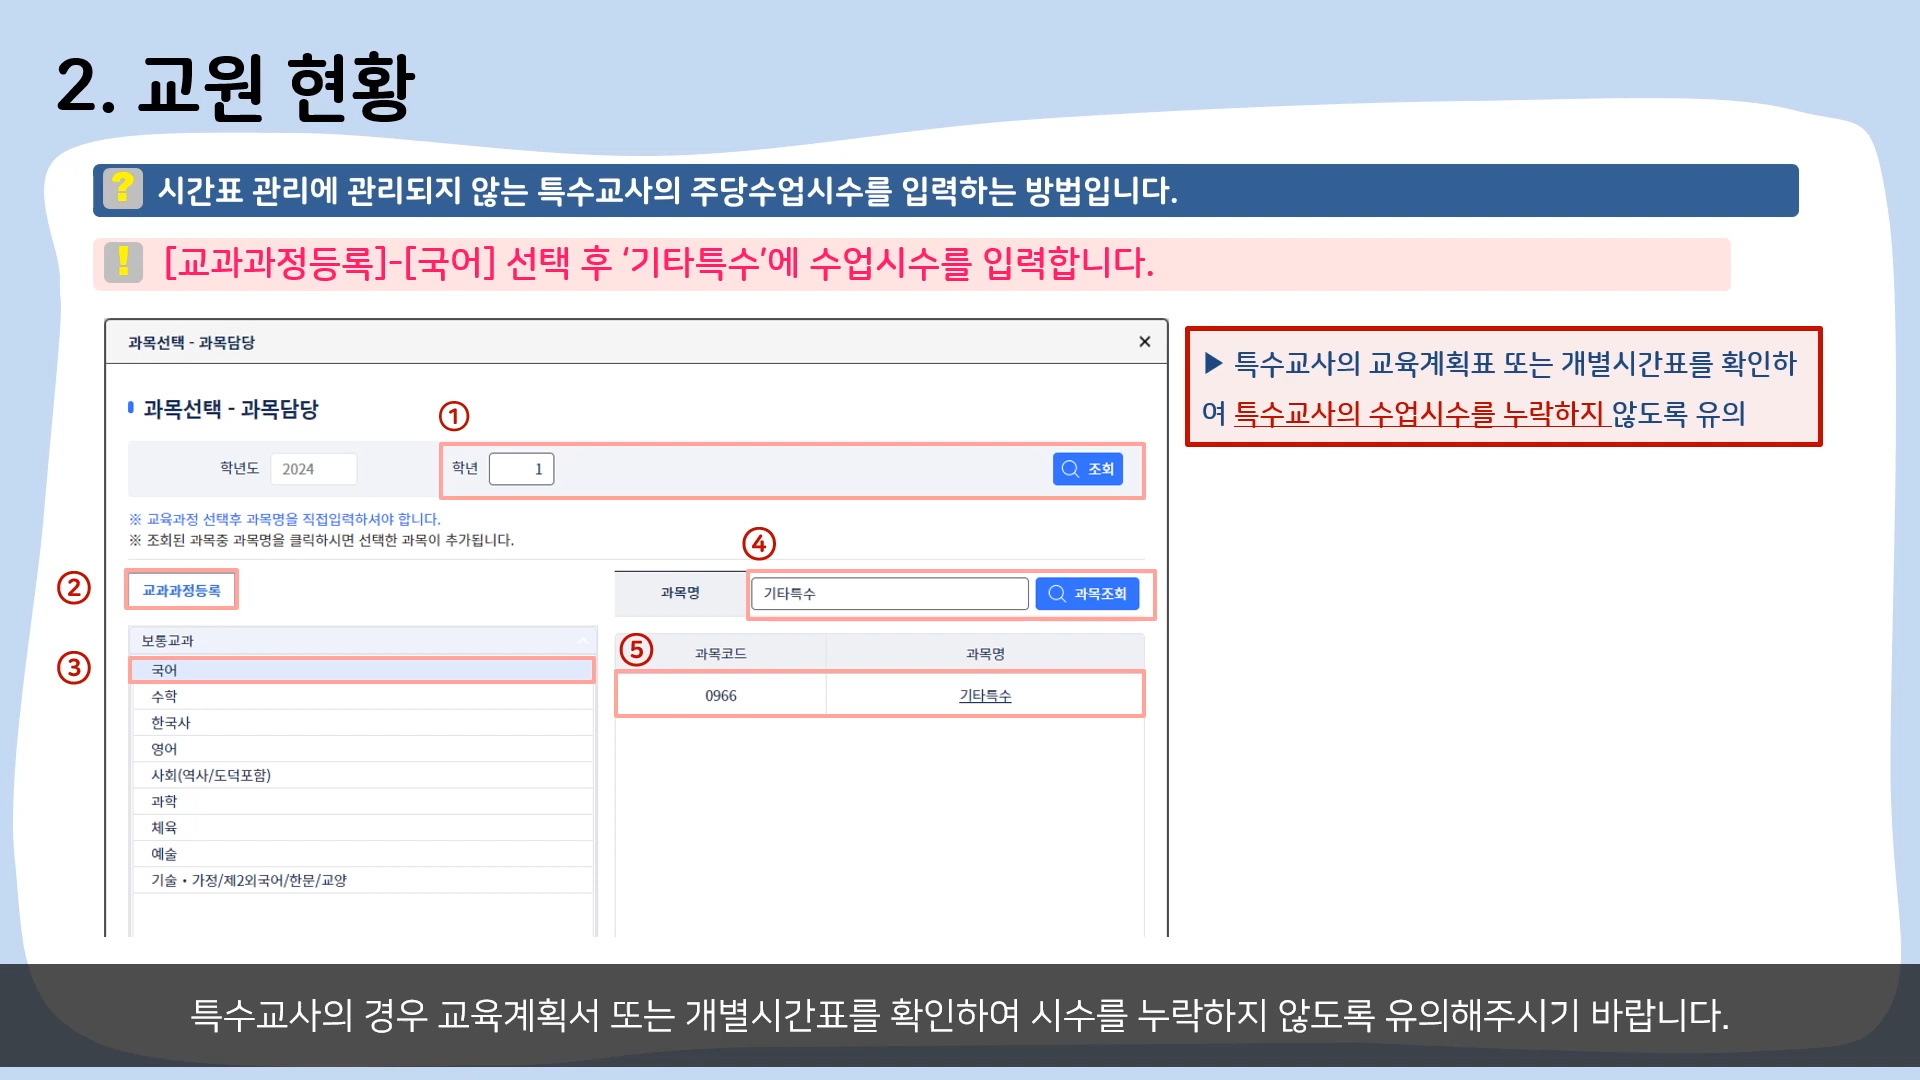 2. 교원 현황
? 시간표 관리에 관리되지 않는 특수교사의 주당수업시수를 입력하는 방법입니다.
! [교과과정등록]-[국어] 선택 후 ‘기타특수’에 수업시수를 입력합니다.
과목선택 - 과목담당 ×
과목선택 - 과목담당
①
학년도 2024 학년 1 조회
※ 교육과정 선택후 과목명을 직접입력하셔야 합니다.
※ 조회된 과목중 과목명을 클릭하시면 선택한 과목이 추가됩니다.
④
② 교과과정등록
과목명 기타특수 과목조회
보통교과
③ 국어
수학
한국사
영어
사회(역사/도덕포함)
과학
체육
예술
기술・가정/제2외국어/한문/교양
⑤ 과목코드 과목명
0966 기타특수
▶ 특수교사의 교육계획표 또는 개별시간표를 확인하
여 특수교사의 수업시수를 누락하지 않도록 유의
특수교사의 경우 교육계획서 또는 개별시간표를 확인하여 시수를 누락하지 않도록 유의해주시기 바랍니다.